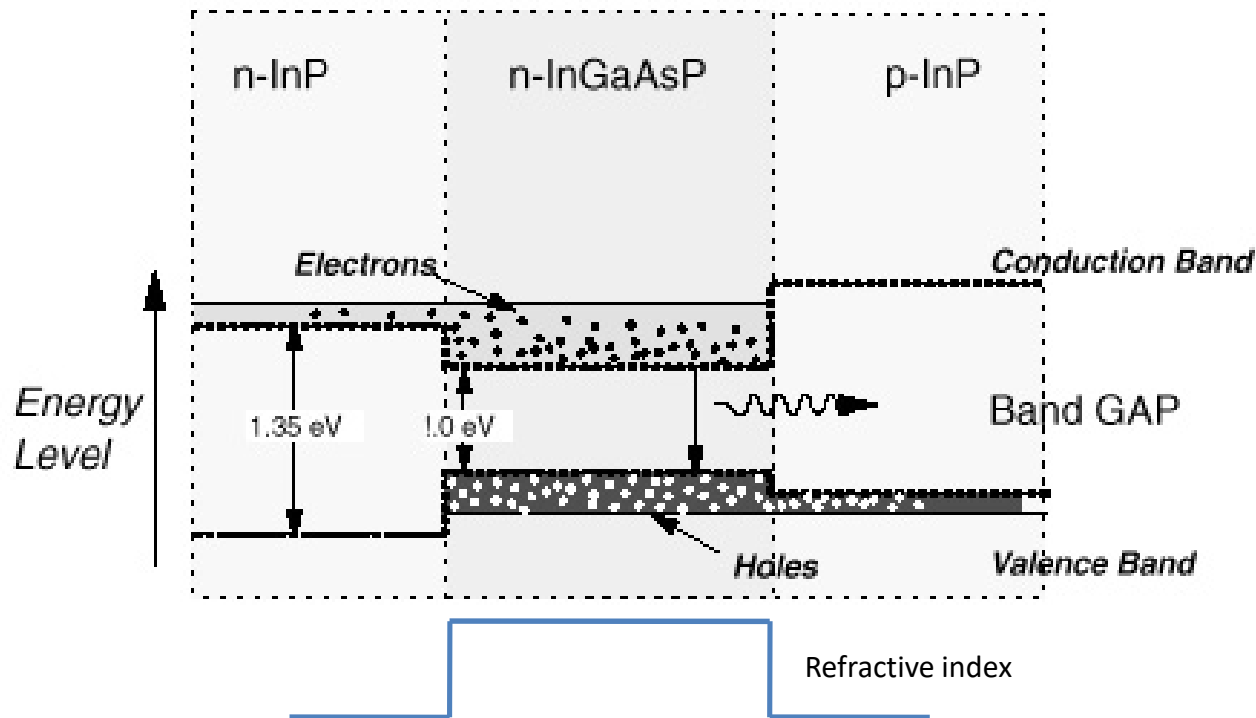 n-InP
n-InGaAsP
p-InP
Electrons
Conduction Band
Energy
Level
1.35 eV
!.0 eV
Band GAP
Holes
Valence Band
Refractive index